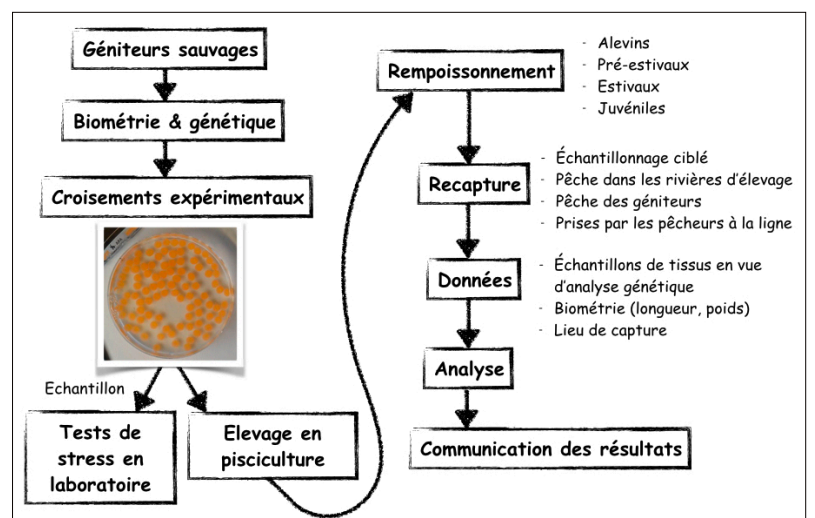 Géniteurs sauvages
Biométrie & génétique
Croisements expérimentaux
Echantillon
Tests de
stress en
laboratoire
Elevage en
pisciculture
Rempoissonnement
- Alevins
- Pré-estivaux
- Estivaux
- Juvéniles
Recapture
- Échantillonnage ciblé
- Pêche dans les rivières d'élevage
- Pêche des géniteurs
- Prises par les pêcheurs à la ligne
Données
- Échantillons de tissus en vue
d'analyse génétique
- Biométrie (longueur, poids)
- Lieu de capture
Analyse
Communication des résultats